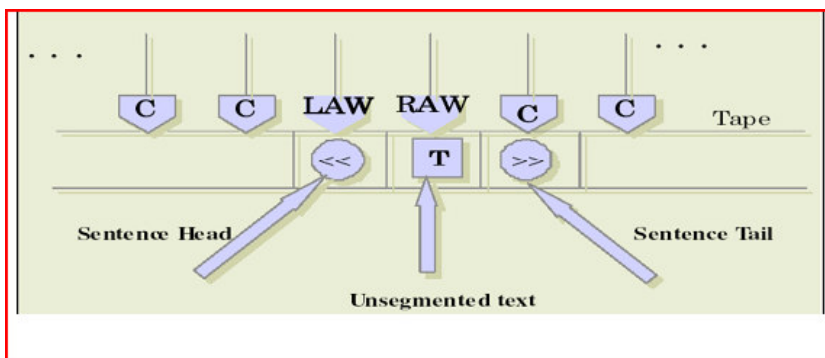 . . .
. . .
C C LAW RAW C C
Tape
<< T >>
Sentence Head
Sentence Tail
Unsegmented text